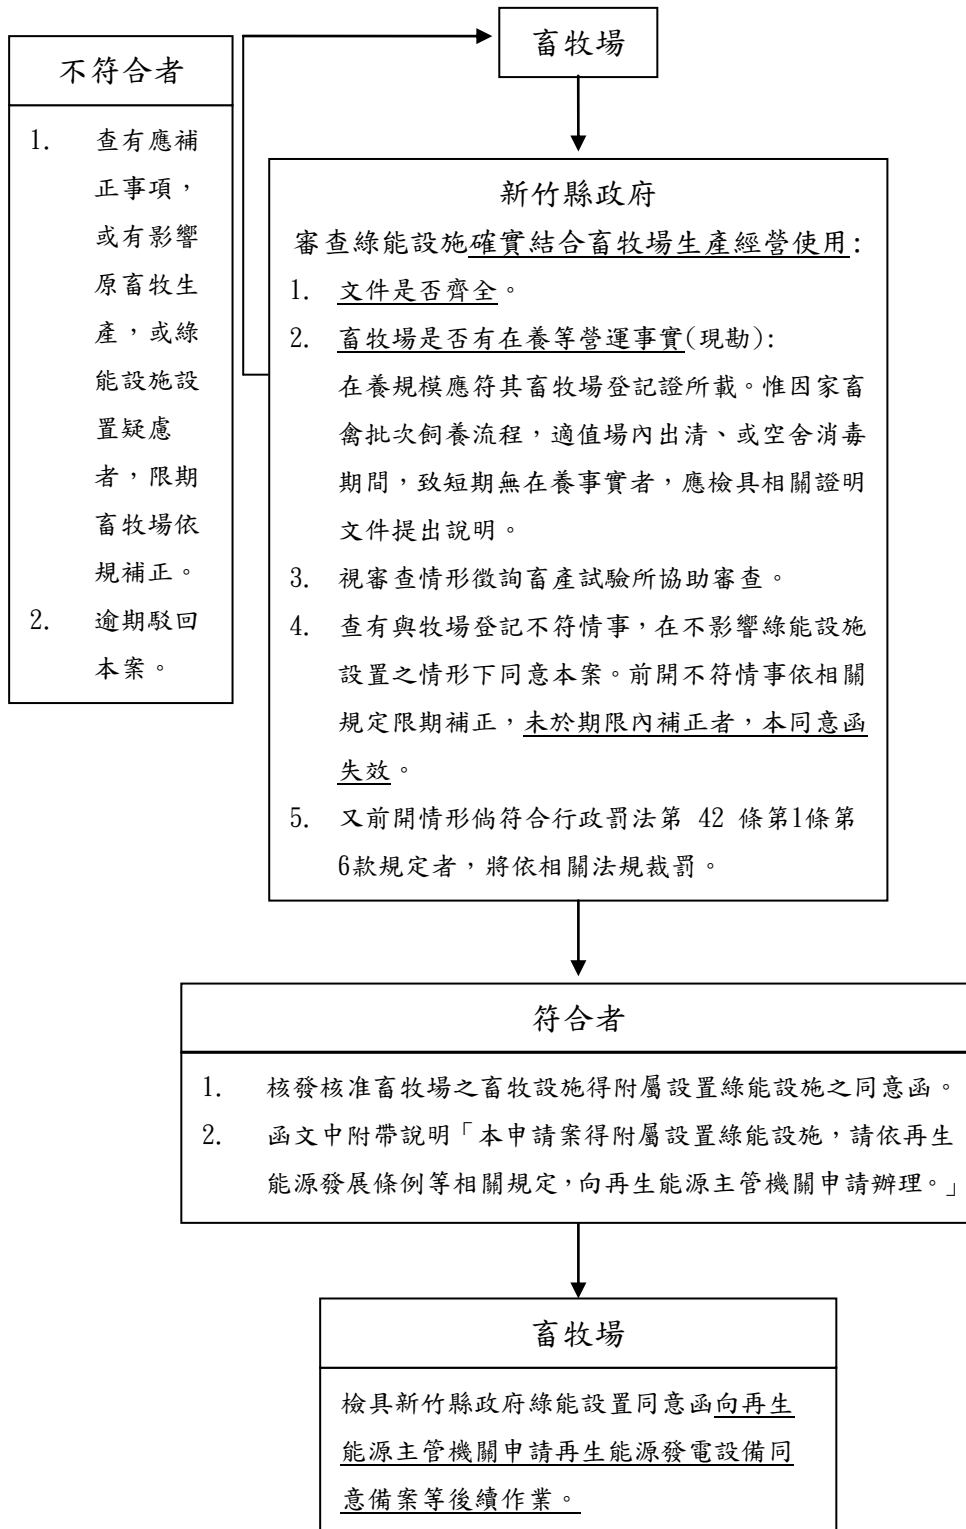 畜牧場
不符合者
1. 查有應補
正事項，
或有影響
原畜牧生
產，或綠
能設施設
置疑慮
者，限期
畜牧場依
規補正。
2. 逾期駁回
本案。
新竹縣政府
審查綠能設施確實結合畜牧場生產經營使用:
1. 文件是否齊全。
2. 畜牧場是否有在養等營運事實(現勘):
在養規模應符其畜牧場登記證所載。惟因家畜
禽批次飼養流程，適值場內出清、或空舍消毒
期間，致短期無在養事實者，應檢具相關證明
文件提出說明。
3. 視審查情形徵詢畜產試驗所協助審查。
4. 查有與牧場登記不符情事，在不影響綠能設施
設置之情形下同意本案。前開不符情事依相關
規定限期補正，未於期限內補正者，本同意函
失效。
5. 又前開情形倘符合行政罰法第 42 條第1條第
6款規定者，將依相關法規裁罰。
符合者
1. 核發核准畜牧場之畜牧設施得附屬設置綠能設施之同意函。
2. 函文中附帶說明「本申請案得附屬設置綠能設施，請依再生
能源發展條例等相關規定，向再生能源主管機關申請辦理。」
畜牧場
檢具新竹縣政府綠能設置同意函向再生
能源主管機關申請再生能源發電設備同
意備案等後續作業。